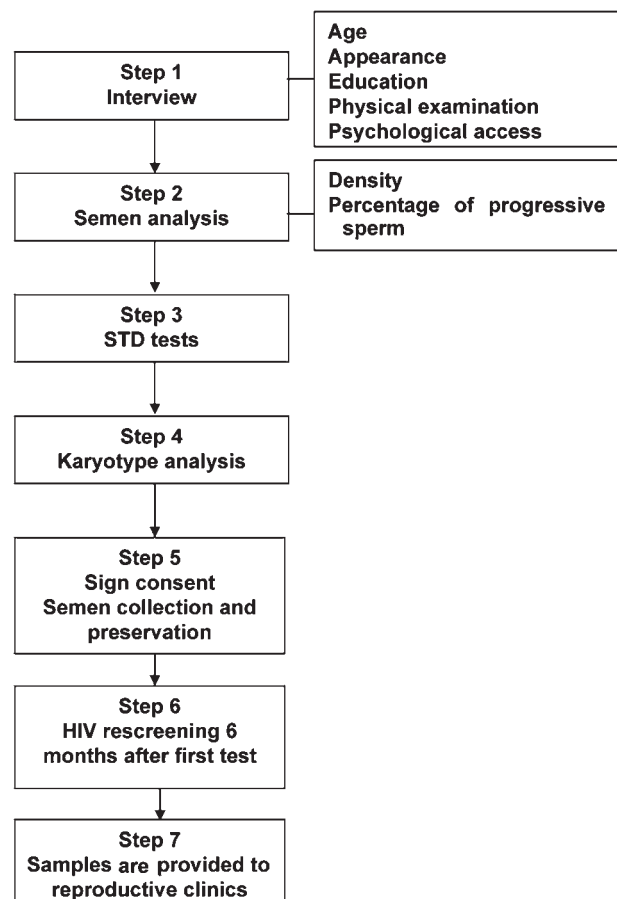 Step 1
Interview
Age
Appearance
Education
Physical examination
Psychological access
Step 2
Semen analysis
Density
Percentage of progressive
sperm
Step 3
STD tests
Step 4
Karyotype analysis
Step 5
Sign consent
Semen collection and
preservation
Step 6
HIV rescreening 6
months after first test
Step 7
Samples are provided to
reproductive clinics